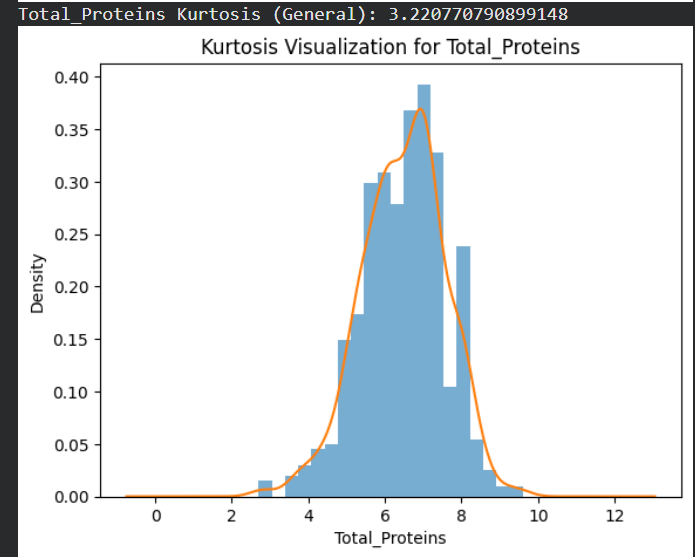 Total_Proteins Kurtosis (General): 3.220770790899148
Kurtosis Visualization for Total_Proteins
0.40
0.35
0.30
0.25
0.20
0.15
0.10
0.05
0.00
Density
0 2 4 6 8 10 12
Total_Proteins